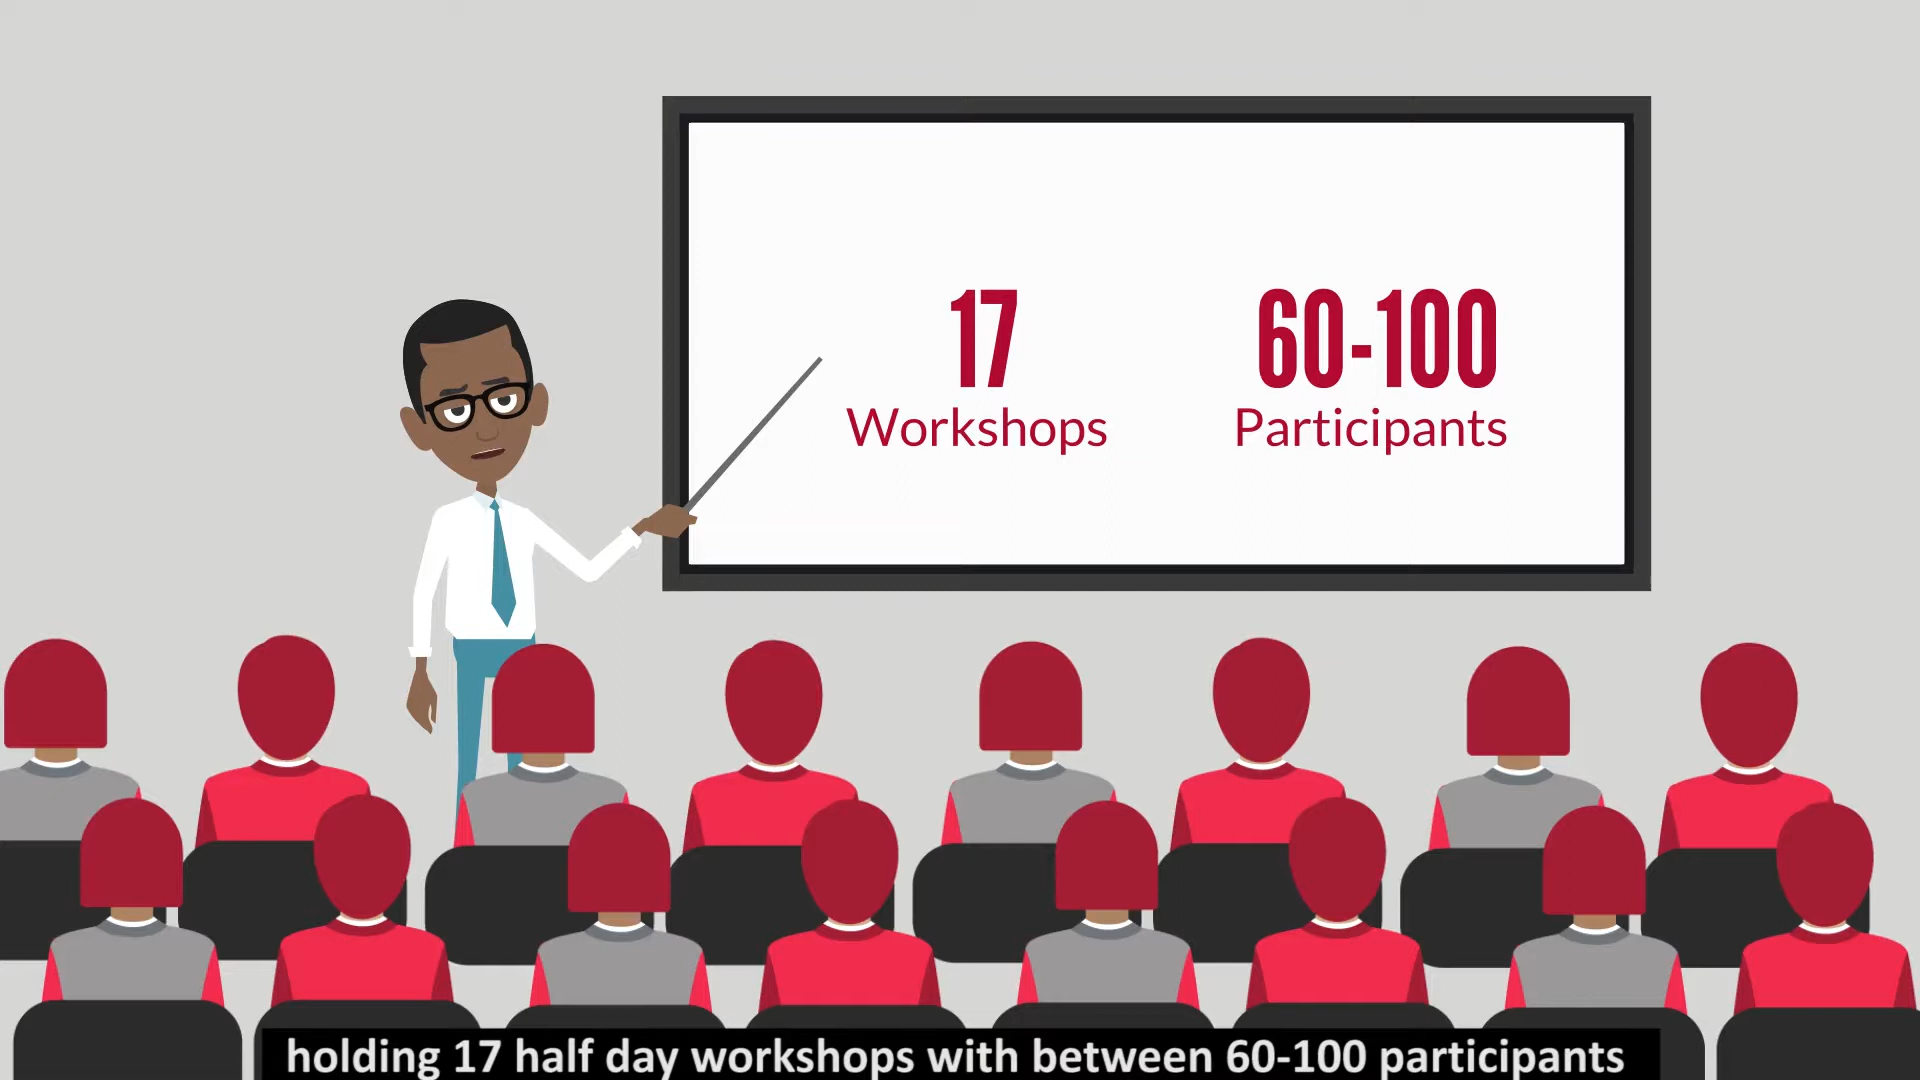 17
Workshops
60-100
Participants
holding 17 half day workshops with between 60-100 participants